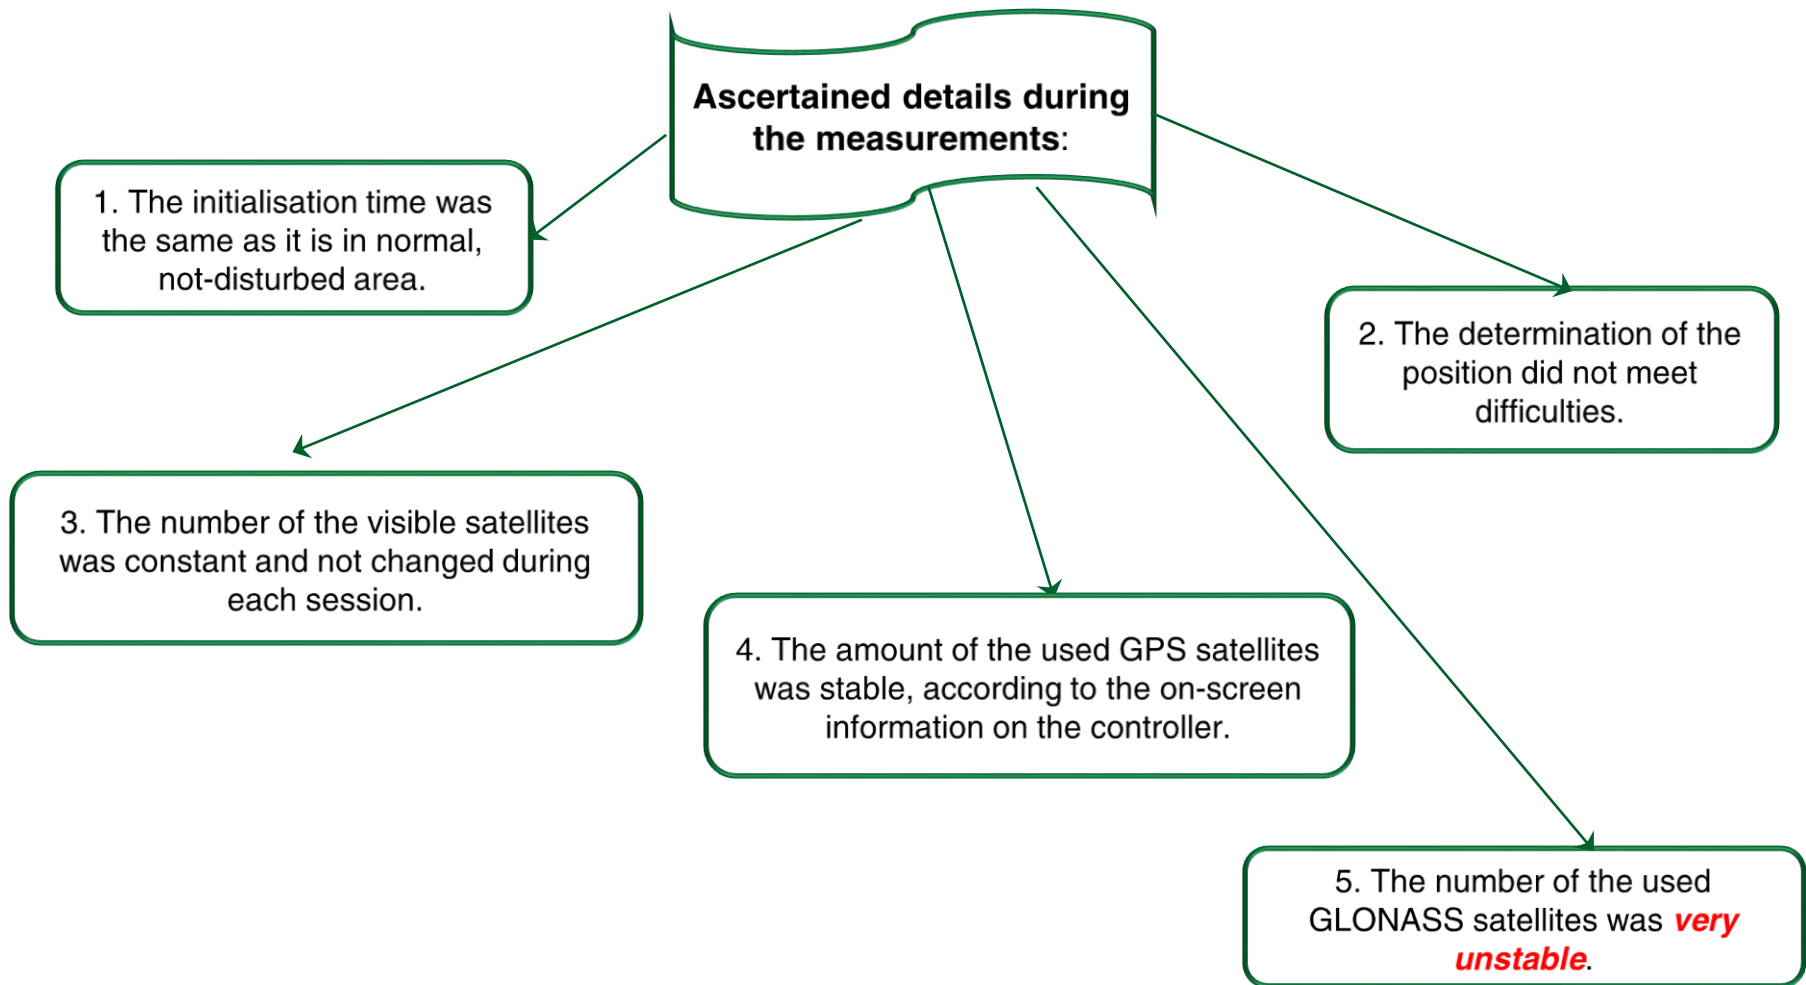 Ascertained details during
the measurements:
1. The initialisation time was
the same as it is in normal,
not-disturbed area.
2. The determination of the
position did not meet
difficulties.
3. The number of the visible satellites
was constant and not changed during
each session.
4. The amount of the used GPS satellites
was stable, according to the on-screen
information on the controller.
5. The number of the used
GLONASS satellites was very
unstable.